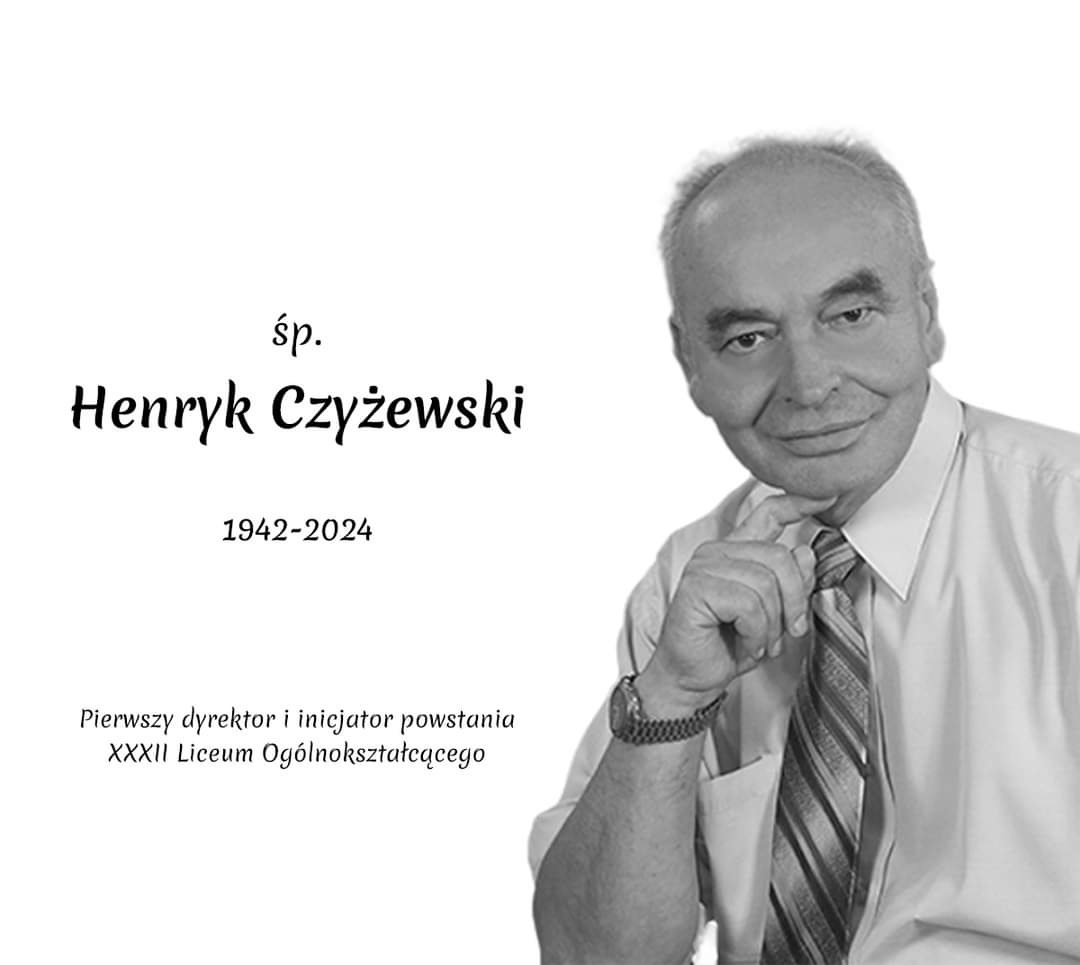 śp.
Henryk Czyżewski
1942-2024
Pierwszy dyrektor i inicjator powstania
XXXII Liceum Ogólnokształcącego